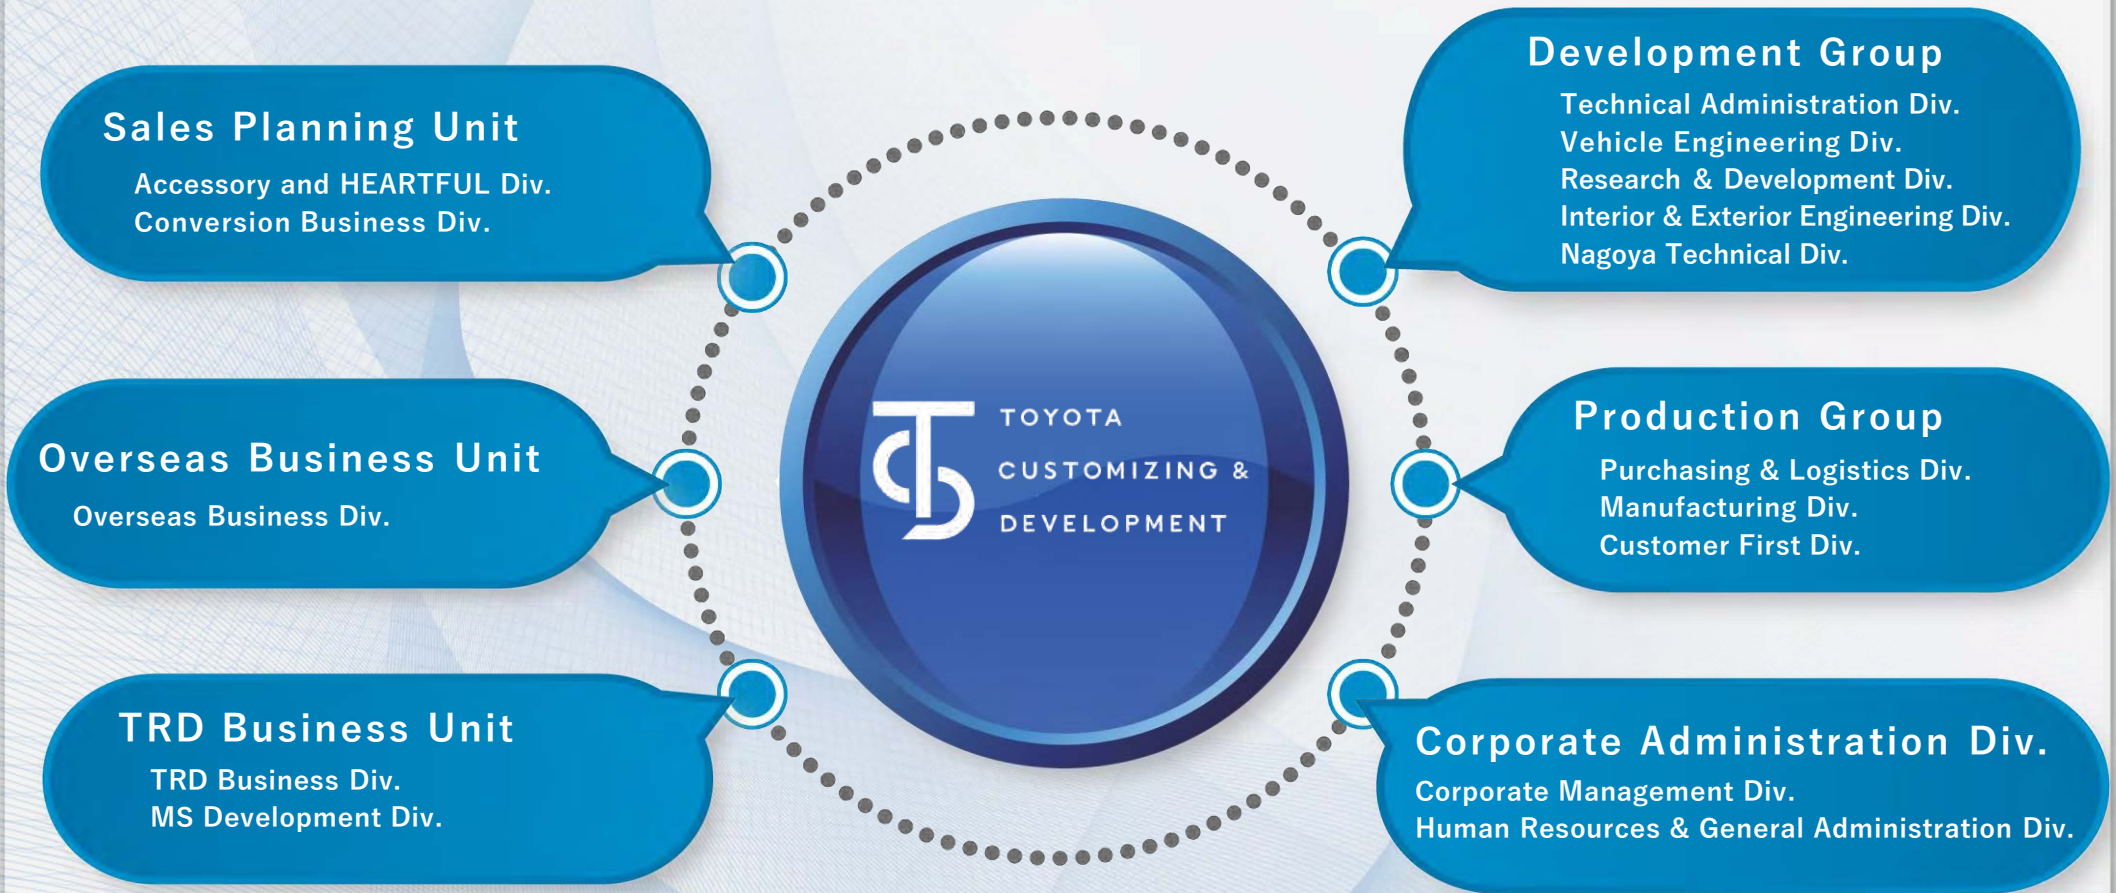 Sales Planning Unit
Accessory and HEARTFUL Div.
Conversion Business Div.
Overseas Business Unit
Overseas Business Div.
TRD Business Unit
TRD Business Div.
MS Development Div.
TOYOTA
CUSTOMIZING &
DEVELOPMENT
Development Group
Technical Administration Div.
Vehicle Engineering Div.
Research & Development Div.
Interior & Exterior Engineering Div.
Nagoya Technical Div.
Production Group
Purchasing & Logistics Div.
Manufacturing Div.
Customer First Div.
Corporate Administration Div.
Corporate Management Div.
Human Resources & General Administration Div.